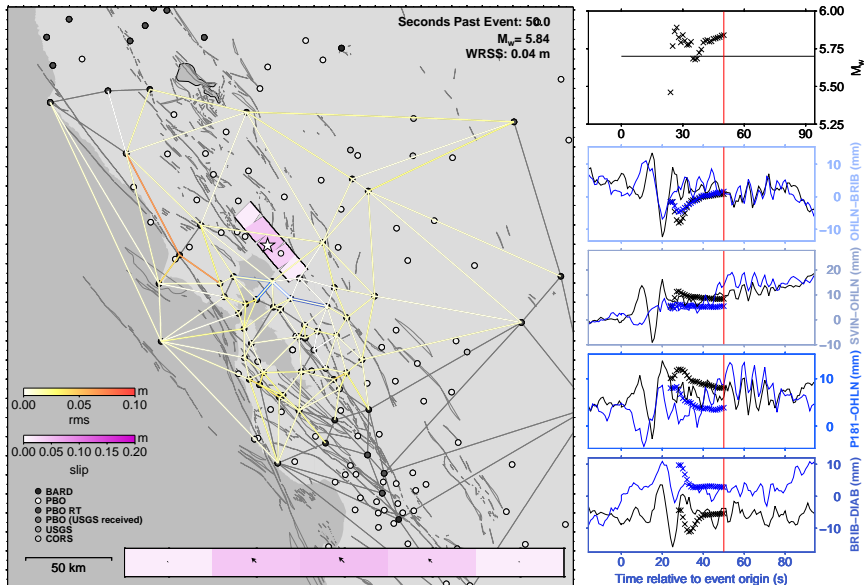 Seconds Past Event: 50.0
Mw= 5.84
WRSS: 0.04 m
m
0.00 0.05 0.10
rms
m
0.00 0.05 0.10 0.15 0.20
slip
BARD
PBO
PBO RT
PBO (USGS received)
USGS
CORS
50 km
6.00
5.75
5.50
5.25
Mw
0 30 60 90
10
0
−10
OHLN−BRIB (mm)
20
10
0
−10
SVIN−OHLN (mm)
10
0
P181−OHLN (mm)
10
0
−10
BRIB−DIAB (mm)
0 20 40 60 80
Time relative to event origin (s)